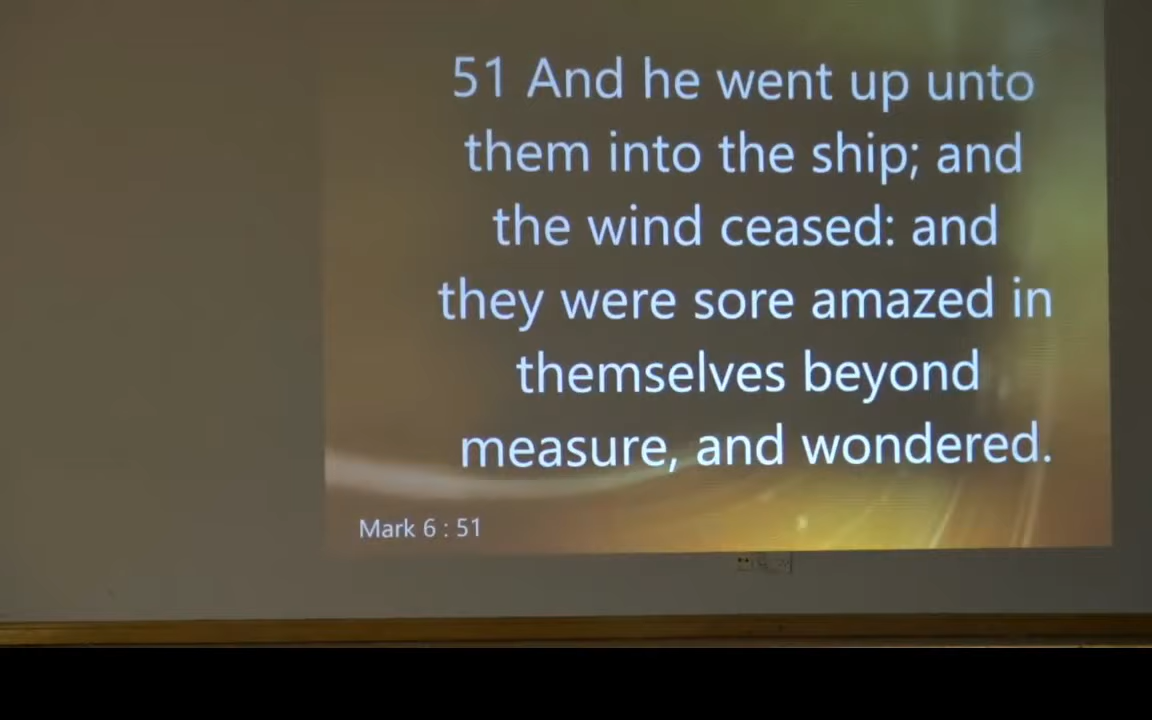 51 And he went up unto
them into the ship; and
the wind ceased: and
they were sore amazed in
themselves beyond
measure, and wondered.
Mark 6 : 51